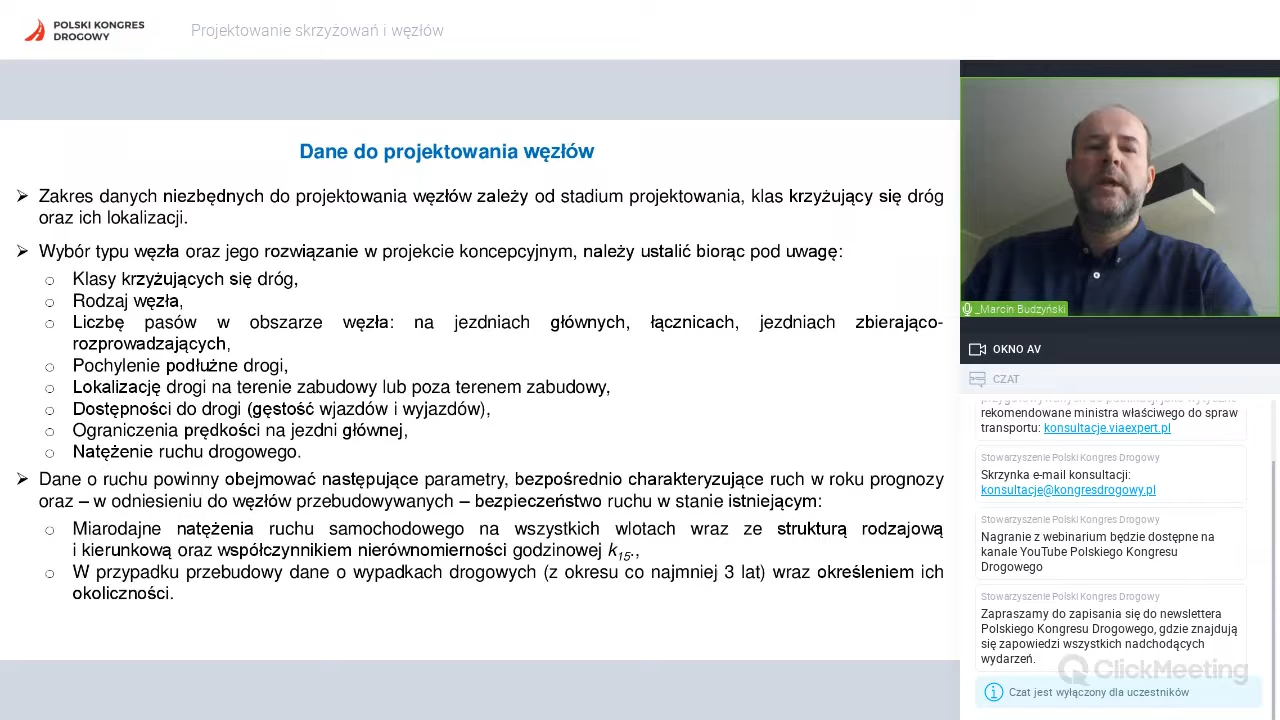 POLSKI KONGRES
DROGOWY
Projektowanie skrzyżowań i węzłów
Dane do projektowania węzłów
➢ Zakres danych niezbędnych do projektowania węzłów zależy od stadium projektowania, klas krzyżujący się dróg
oraz ich lokalizacji.
➢ Wybór typu węzła oraz jego rozwiązanie w projekcie koncepcyjnym, należy ustalić biorąc pod uwagę:
o Klasy krzyżujących się dróg,
o Rodzaj węzła,
o Liczbę pasów w obszarze węzła: na jezdniach głównych, łącznicach, jezdniach zbierająco-
rozprowadzających,
o Pochylenie podłużne drogi,
o Lokalizację drogi na terenie zabudowy lub poza terenem zabudowy,
o Dostępności do drogi (gęstość wjazdów i wyjazdów),
o Ograniczenia prędkości na jezdni głównej,
o Natężenie ruchu drogowego.
➢ Dane o ruchu powinny obejmować następujące parametry, bezpośrednio charakteryzujące ruch w roku prognozy
oraz – w odniesieniu do węzłów przebudowywanych – bezpieczeństwo ruchu w stanie istniejącym:
o Miarodajne natężenia ruchu samochodowego na wszystkich wlotach wraz ze strukturą rodzajową
i kierunkową oraz współczynnikiem nierównomierności godzinowej k15.,
o W przypadku przebudowy dane o wypadkach drogowych (z okresu co najmniej 3 lat) wraz określeniem ich
okoliczności.
_Marcin Budzyński
OKNO AV
CZAT
rekomendowane ministra właściwego do spraw
transportu: konsultacje.viaexpert.pl
Stowarzyszenie Polski Kongres Drogowy
Skrzynka e-mail konsultacji:
konsultacje@kongresdrogowy.pl
Stowarzyszenie Polski Kongres Drogowy
Nagranie z webinarium będzie dostępne na
kanale YouTube Polskiego Kongresu
Drogowego
Stowarzyszenie Polski Kongres Drogowy
Zapraszamy do zapisania się do newslettera
Polskiego Kongresu Drogowego, gdzie znajdują
się zapowiedzi wszystkich nadchodzących
wydarzeń.
ClickMeeting
Czat jest wyłączony dla uczestników